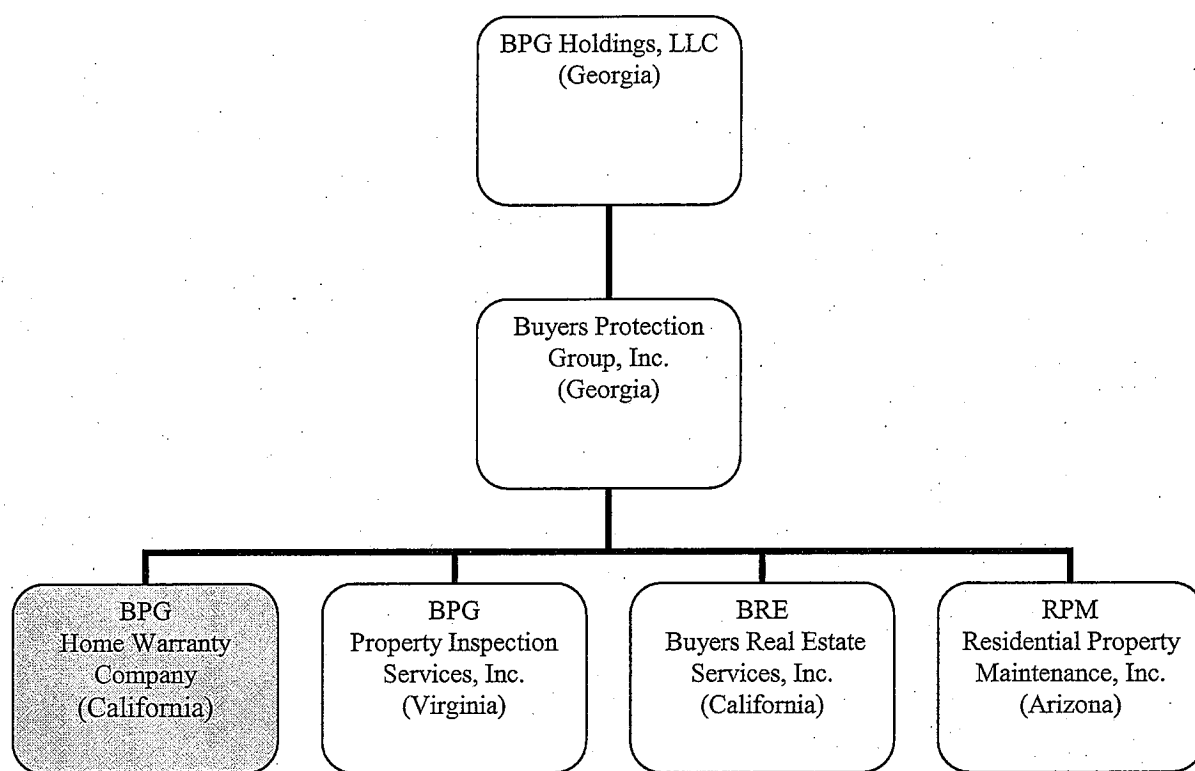 BPG Holdings, LLC
(Georgia)
Buyers Protection
Group, Inc.
(Georgia)
BPG
Home Warranty
Company
(California)
BPG
Property Inspection
Services, Inc.
(Virginia)
BRE
Buyers Real Estate
Services, Inc.
(California)
RPM
Residential Property
Maintenance, Inc.
(Arizona)